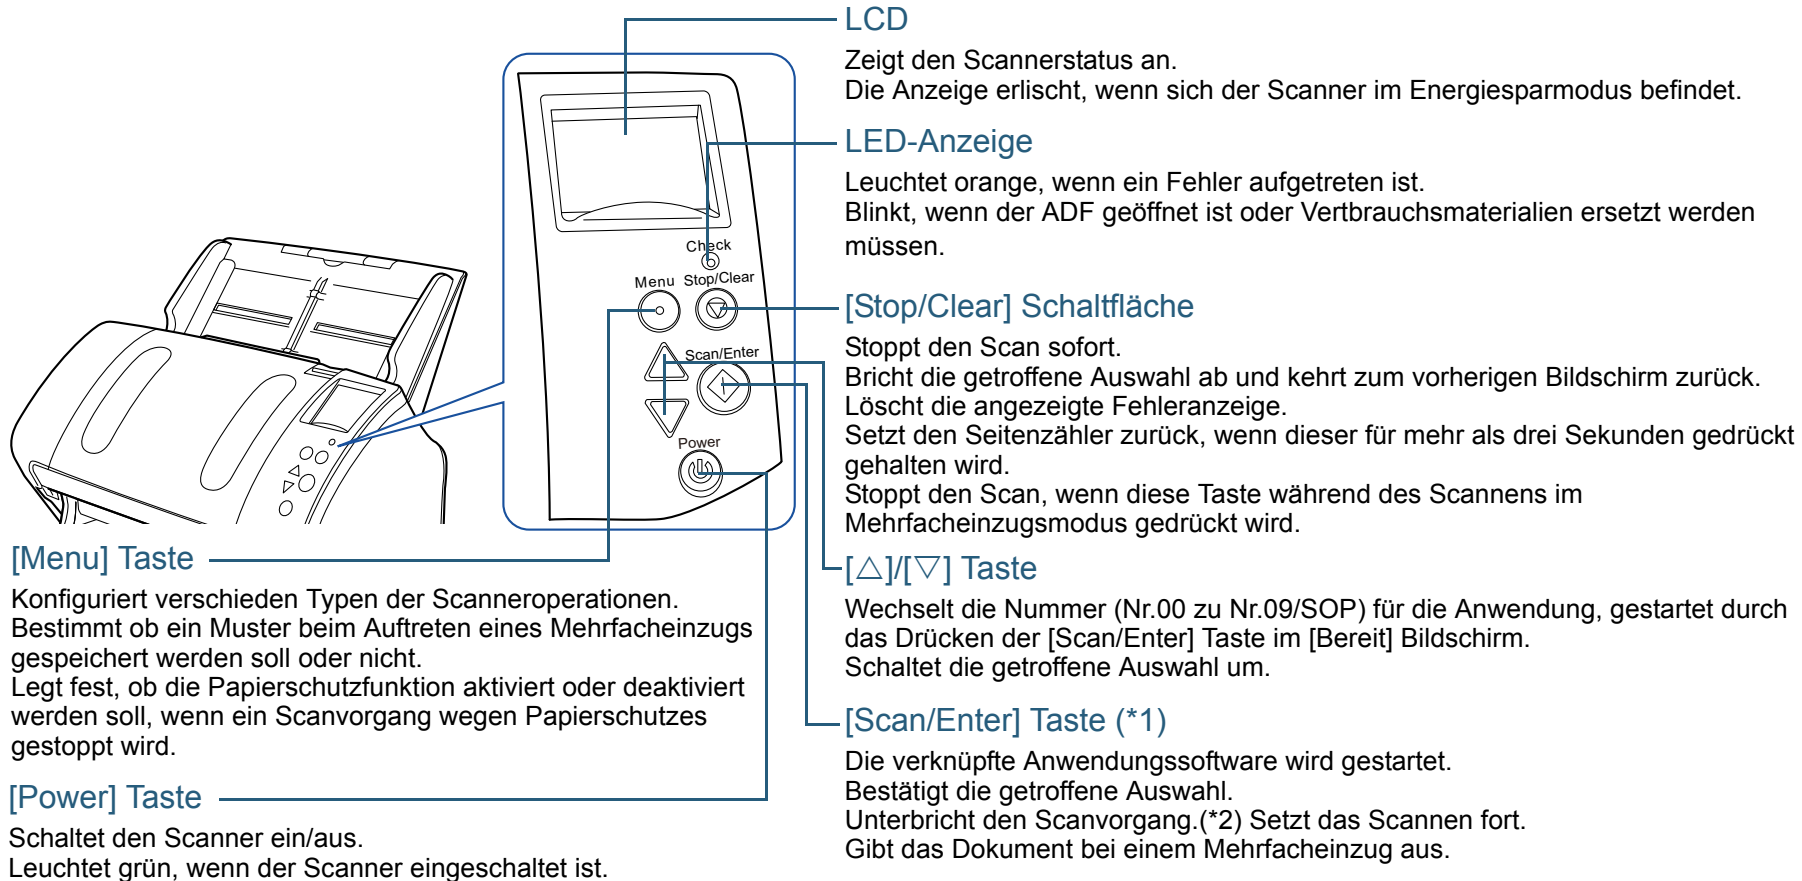 LCD
Zeigt den Scannerstatus an.
Die Anzeige erlischt, wenn sich der Scanner im Energiesparmodus befindet.
LED-Anzeige
Leuchtet orange, wenn ein Fehler aufgetreten ist.
Blinkt, wenn der ADF geöffnet ist oder Vertbrauchsmaterialien ersetzt werden
müssen.
Check
Menu Stop/Clear
Scan/Enter
Power
[Stop/Clear] Schaltfläche
Stoppt den Scan sofort.
Bricht die getroffene Auswahl ab und kehrt zum vorherigen Bildschirm zurück.
Löscht die angezeigte Fehleranzeige.
Setzt den Seitenzähler zurück, wenn dieser für mehr als drei Sekunden gedrückt
gehalten wird.
Stoppt den Scan, wenn diese Taste während des Scannens im
Mehrfacheinzugsmodus gedrückt wird.
[△]/[▽] Taste
Wechselt die Nummer (Nr.00 zu Nr.09/SOP) für die Anwendung, gestartet durch
das Drücken der [Scan/Enter] Taste im [Bereit] Bildschirm.
Schaltet die getroffene Auswahl um.
[Scan/Enter] Taste (*1)
Die verknüpfte Anwendungssoftware wird gestartet.
Bestätigt die getroffene Auswahl.
Unterbricht den Scanvorgang.(*2) Setzt das Scannen fort.
Gibt das Dokument bei einem Mehrfacheinzug aus.
[Menu] Taste
Konfiguriert verschieden Typen der Scanneroperationen.
Bestimmt ob ein Muster beim Auftreten eines Mehrfacheinzugs
gespeichert werden soll oder nicht.
Legt fest, ob die Papierschutzfunktion aktiviert oder deaktiviert
werden soll, wenn ein Scanvorgang wegen Papierschutzes
gestoppt wird.
[Power] Taste
Schaltet den Scanner ein/aus.
Leuchtet grün, wenn der Scanner eingeschaltet ist.